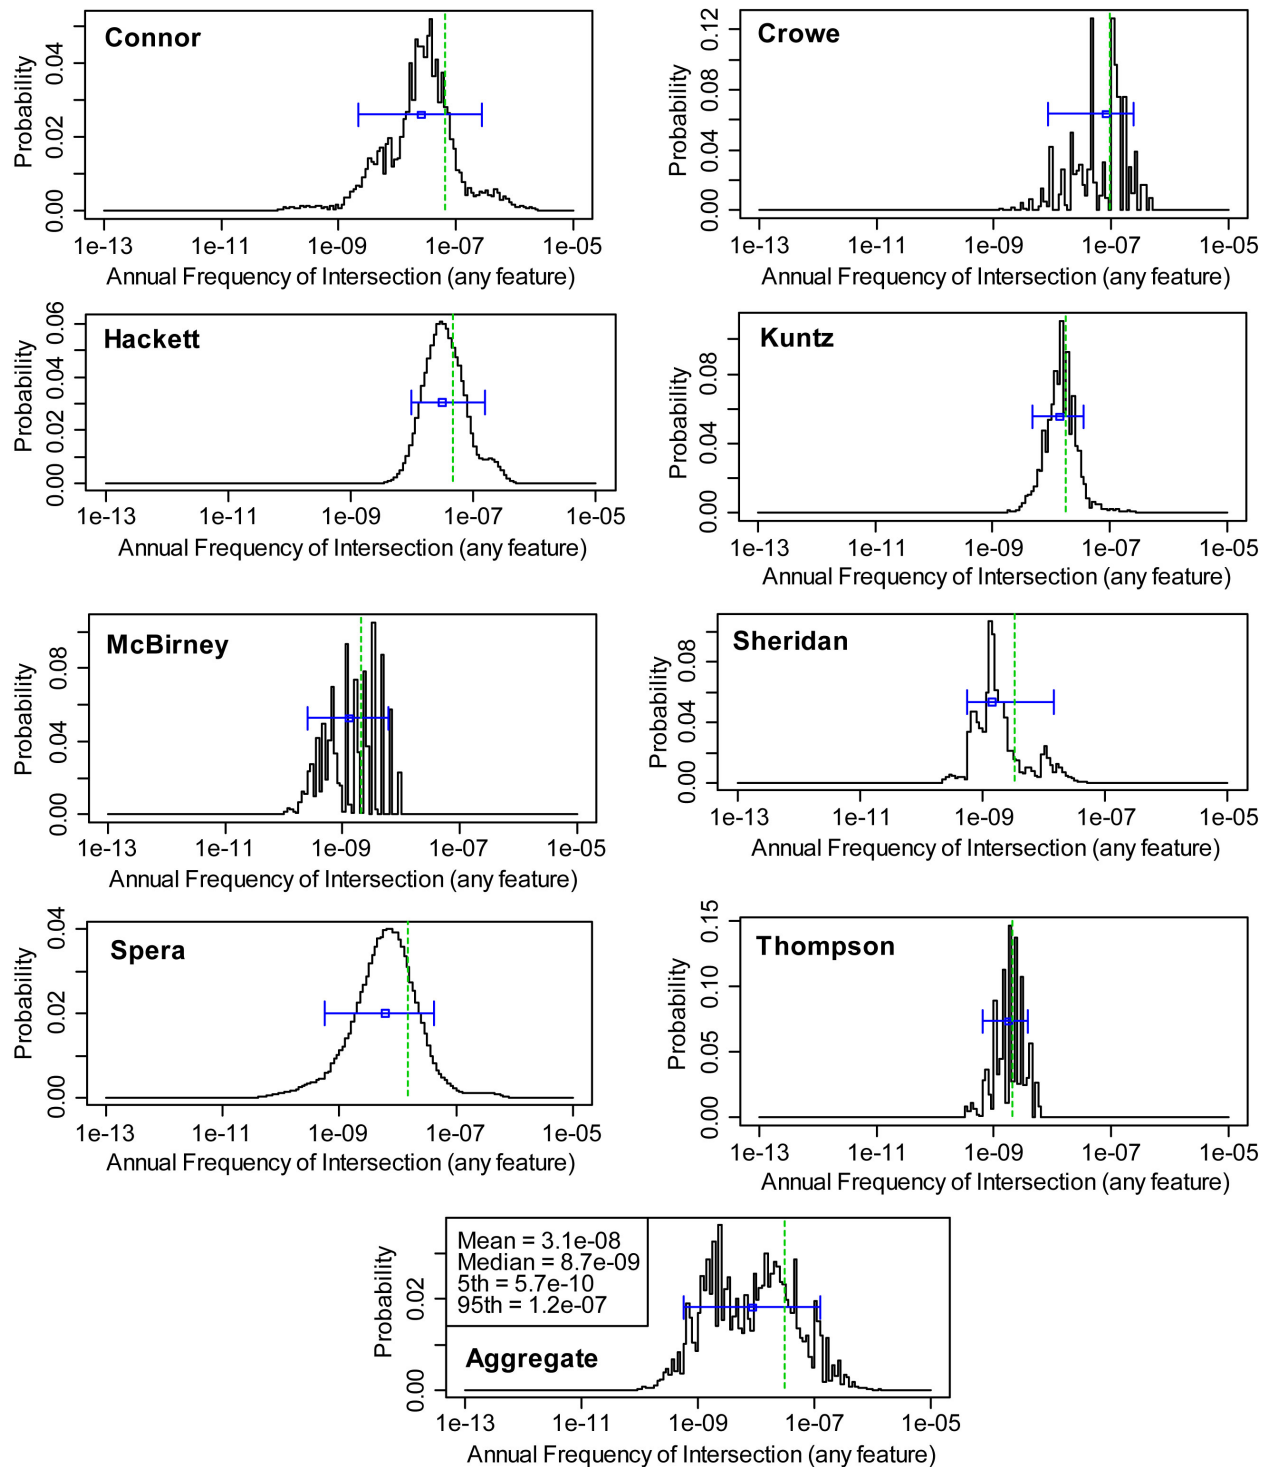 Connor
Probability
0.00 0.02 0.04
1e-13 1e-11 1e-09 1e-07 1e-05
Annual Frequency of Intersection (any feature)
Crowe
Probability
0.00 0.04 0.08 0.12
1e-13 1e-11 1e-09 1e-07 1e-05
Annual Frequency of Intersection (any feature)
Hackett
Probability
0.00 0.02 0.04 0.06
1e-13 1e-11 1e-09 1e-07 1e-05
Annual Frequency of Intersection (any feature)
Kuntz
Probability
0.00 0.04 0.08
1e-13 1e-11 1e-09 1e-07 1e-05
Annual Frequency of Intersection (any feature)
McBirney
Probability
0.00 0.04 0.08
1e-13 1e-11 1e-09 1e-07 1e-05
Annual Frequency of Intersection (any feature)
Sheridan
Probability
0.00 0.04 0.08
1e-13 1e-11 1e-09 1e-07 1e-05
Annual Frequency of Intersection (any feature)
Spera
Probability
0.00 0.02 0.04
1e-13 1e-11 1e-09 1e-07 1e-05
Annual Frequency of Intersection (any feature)
Thompson
Probability
0.00 0.05 0.10 0.15
1e-13 1e-11 1e-09 1e-07 1e-05
Annual Frequency of Intersection (any feature)
Mean = 3.1e-08
Median = 8.7e-09
5th = 5.7e-10
95th = 1.2e-07
Aggregate
Probability
0.00 0.02
1e-13 1e-11 1e-09 1e-07 1e-05
Annual Frequency of Intersection (any feature)